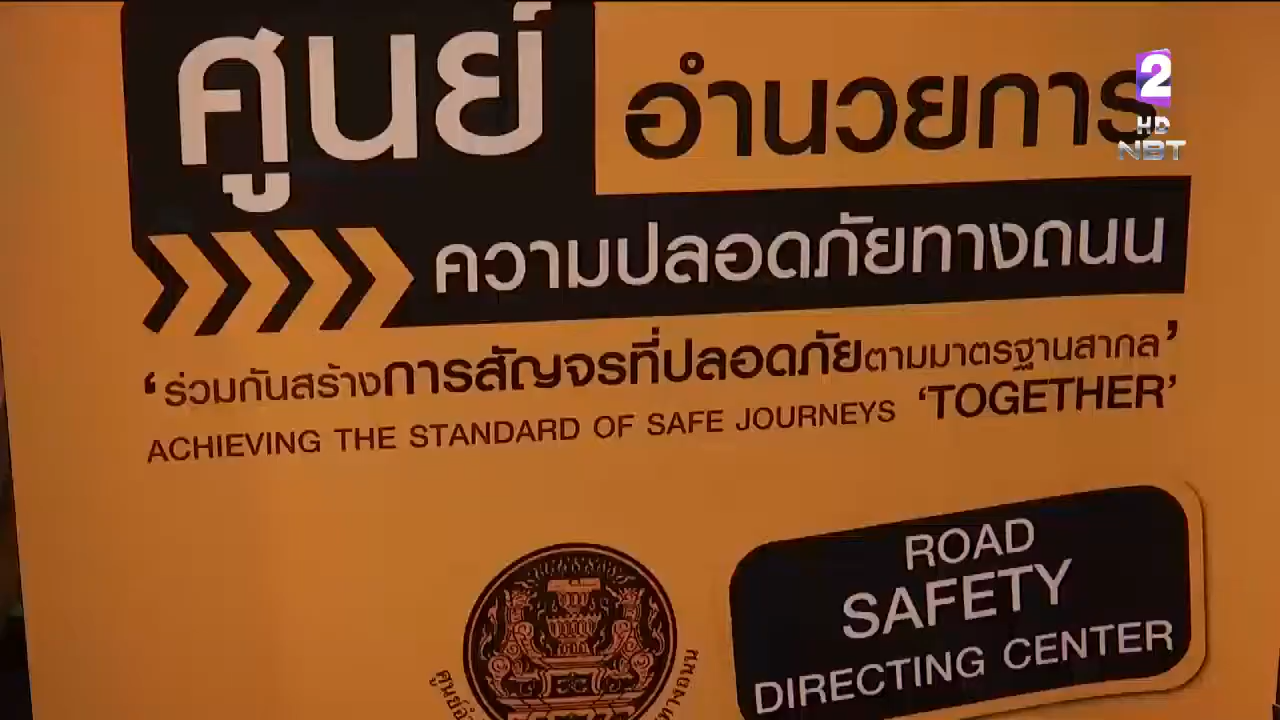 ศูนย์ อำนวยการ
ความปลอดภัยทางถนน
‘ร่วมกันสร้างการสัญจรที่ปลอดภัยตามมาตรฐานสากล’
ACHIEVING THE STANDARD OF SAFE JOURNEYS ‘TOGETHER’
ROAD
SAFETY
DIRECTING CENTER
2
HD
NBT